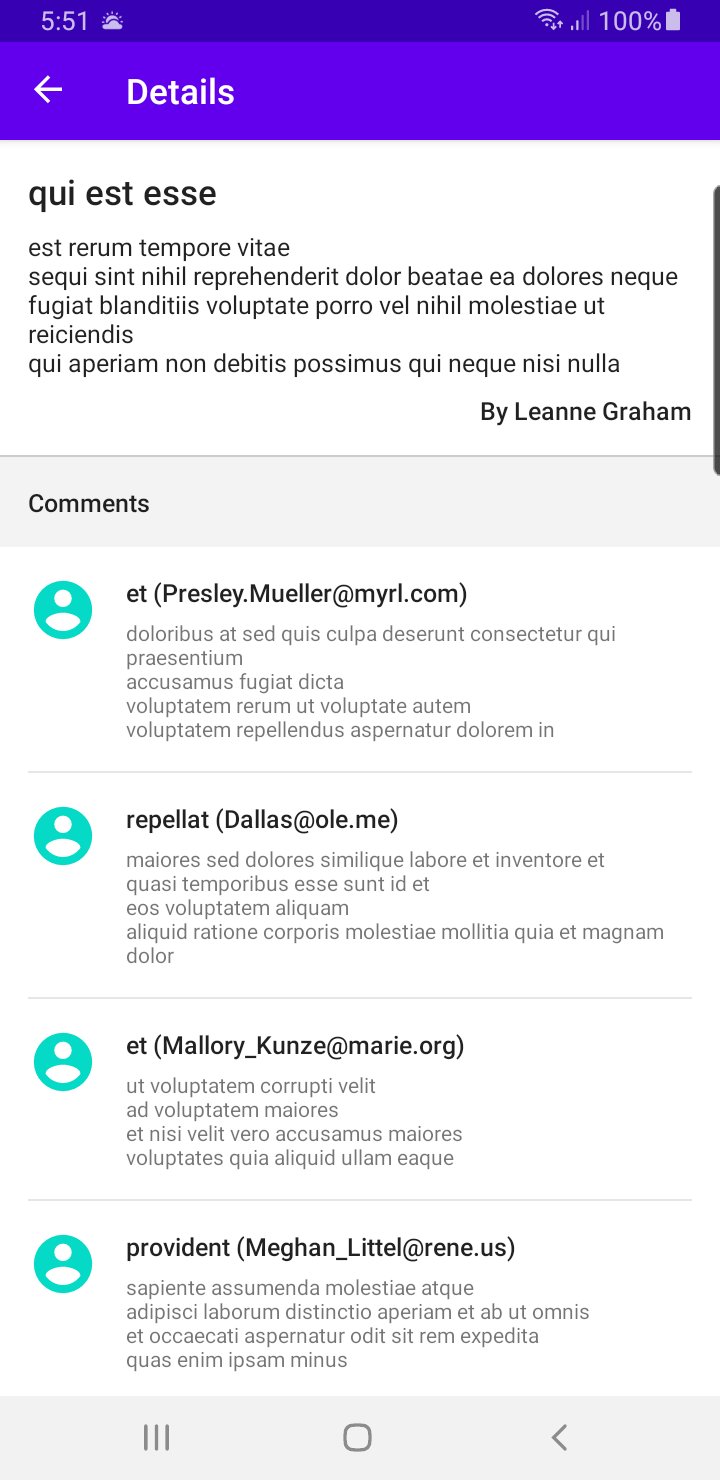 5:51 100%
Details
qui est esse
est rerum tempore vitae
sequi sint nihil reprehenderit dolor beatae ea dolores neque
fugiat blanditiis voluptate porro vel nihil molestiae ut
reiciendis
qui aperiam non debitis possimus qui neque nisi nulla
By Leanne Graham
Comments
et (Presley.Mueller@myrl.com)
doloribus at sed quis culpa deserunt consectetur qui
praesentium
accusamus fugiat dicta
voluptatem rerum ut voluptate autem
voluptatem repellendus aspernatur dolorem in
repellat (Dallas@ole.me)
maiores sed dolores similique labore et inventore et
quasi temporibus esse sunt id et
eos voluptatem aliquam
aliquid ratione corporis molestiae mollitia quia et magnam
dolor
et (Mallory_Kunze@marie.org)
ut voluptatem corrupti velit
ad voluptatem maiores
et nisi velit vero accusamus maiores
voluptates quia aliquid ullam eaque
provident (Meghan_Littel@rene.us)
sapiente assumenda molestiae atque
adipisci laborum distinctio aperiam et ab ut omnis
et occaecati aspernatur odit sit rem expedita
quas enim ipsam minus